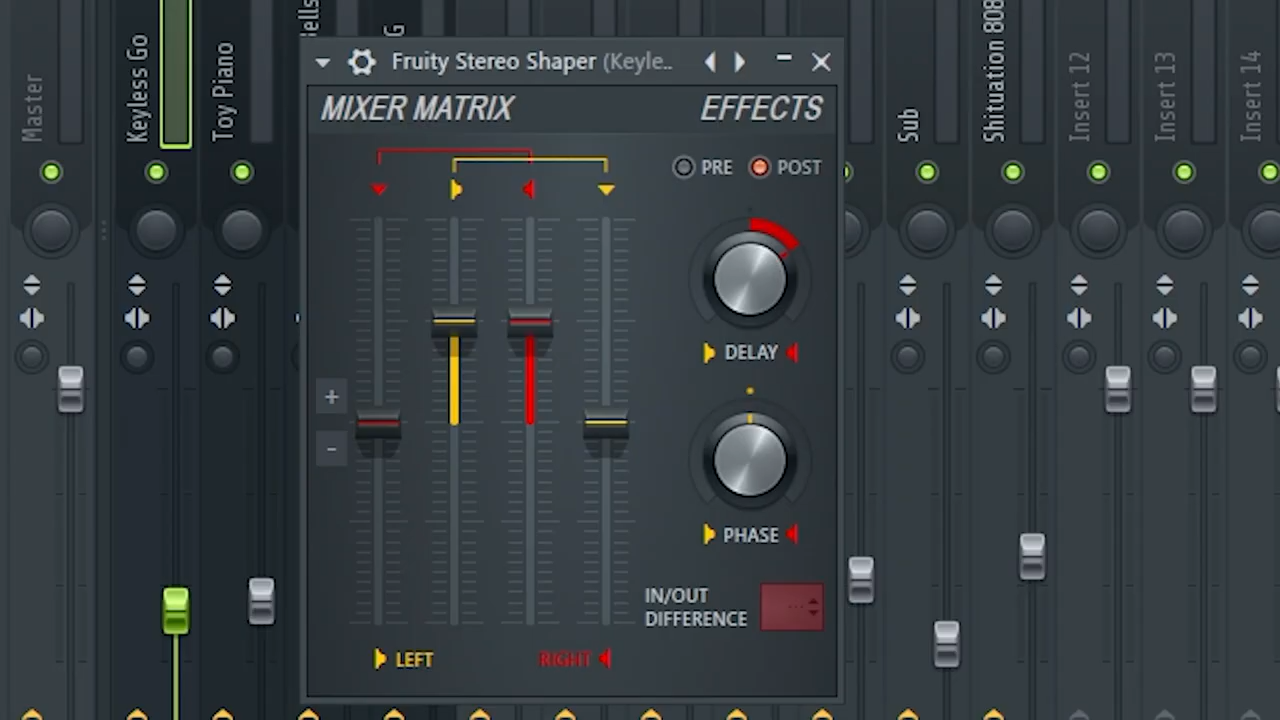 Master
Keyless Go
Toy Piano
ells
G
Fruity Stereo Shaper (Keyle..
MIXER MATRIX
EFFECTS
PRE
POST
+
-
DELAY
PHASE
IN/OUT
DIFFERENCE
---
LEFT
RIGHT
Sub
Shituation 808
Insert 12
Insert 13
Insert 14